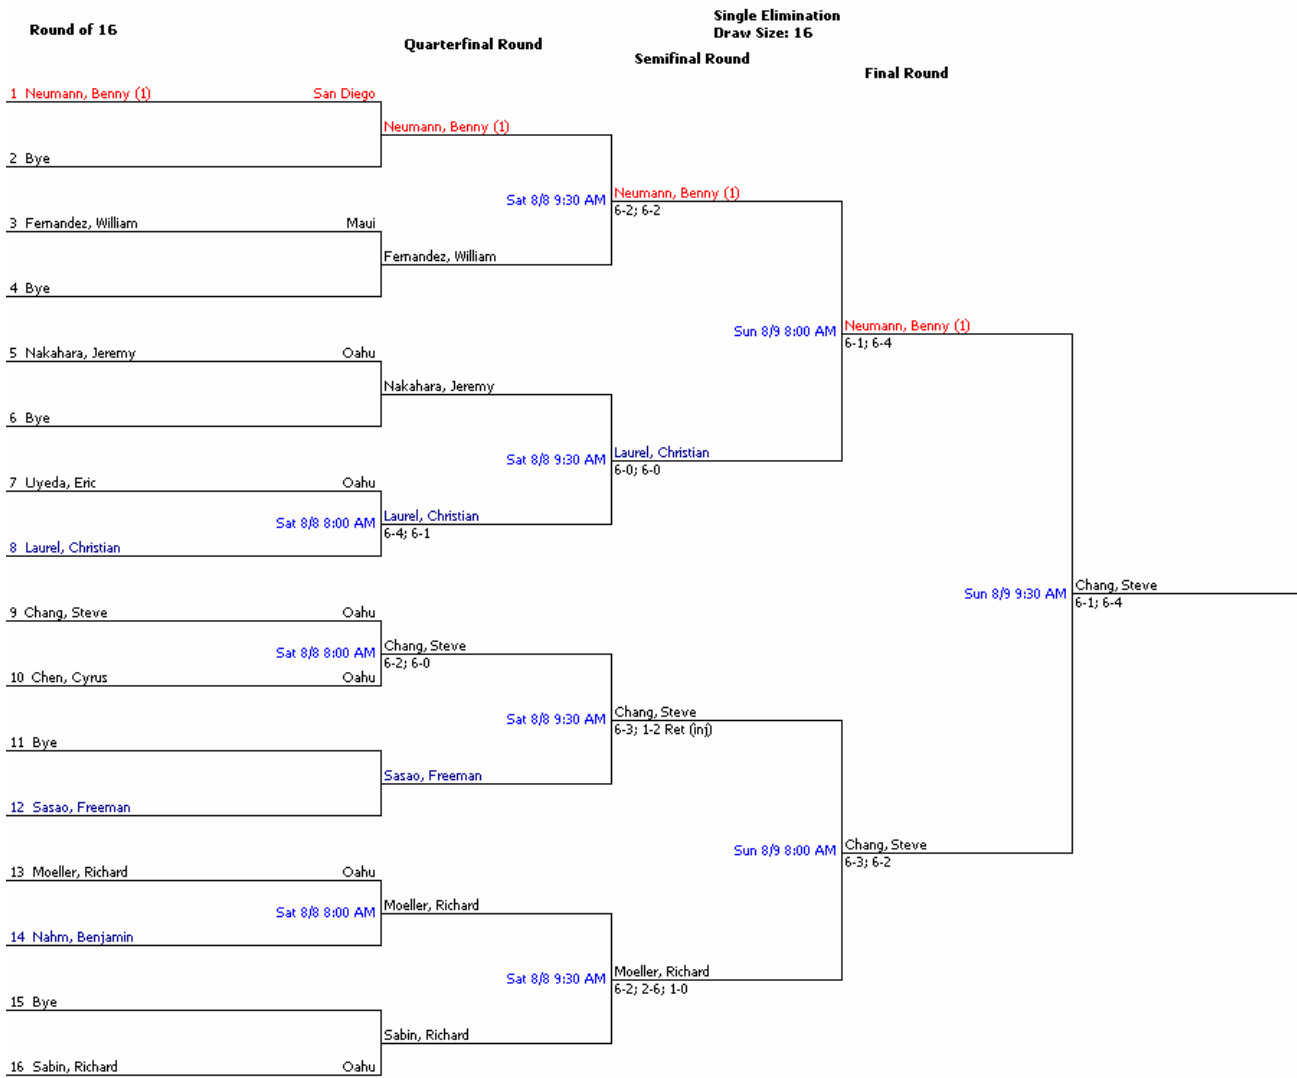 Single Elimination
Draw Size: 16
Round of 16
Quarterfinal Round
Semifinal Round
Final Round
1 Neumann, Benny (1) San Diego
Neumann, Benny (1)
2 Bye
Sat 8/8 9:30 AM
Neumann, Benny (1)
6-2; 6-2
3 Fernandez, William Maui
Fernandez, William
4 Bye
Sun 8/9 8:00 AM
Neumann, Benny (1)
6-1; 6-4
5 Nakahara, Jeremy Oahu
Nakahara, Jeremy
6 Bye
Sat 8/8 9:30 AM
Laurel, Christian
6-0; 6-0
7 Uyeda, Eric Oahu
Sat 8/8 8:00 AM
Laurel, Christian
6-4; 6-1
8 Laurel, Christian
Sun 8/9 9:30 AM
Chang, Steve
6-1; 6-4
9 Chang, Steve Oahu
Sat 8/8 8:00 AM
Chang, Steve
6-2; 6-0
10 Chen, Cyrus Oahu
Sat 8/8 9:30 AM
Chang, Steve
6-3; 1-2 Ret (inj)
11 Bye
Sasao, Freeman
12 Sasao, Freeman
Sun 8/9 8:00 AM
Chang, Steve
6-3; 6-2
13 Moeller, Richard Oahu
Sat 8/8 8:00 AM
Moeller, Richard
14 Nahm, Benjamin
Sat 8/8 9:30 AM
Moeller, Richard
6-2; 2-6; 1-0
15 Bye
Sabin, Richard
16 Sabin, Richard Oahu